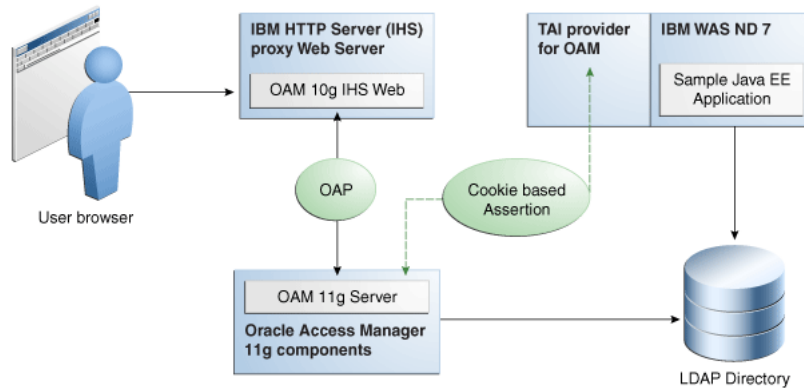 IBM HTTP Server (IHS)
proxy Web Server
OAM 10g IHS Web
TAI provider
for OAM
IBM WAS ND 7
Sample Java EE
Application
User browser
OAP
Cookie based
Assertion
OAM 11g Server
Oracle Access Manager
11g components
LDAP Directory